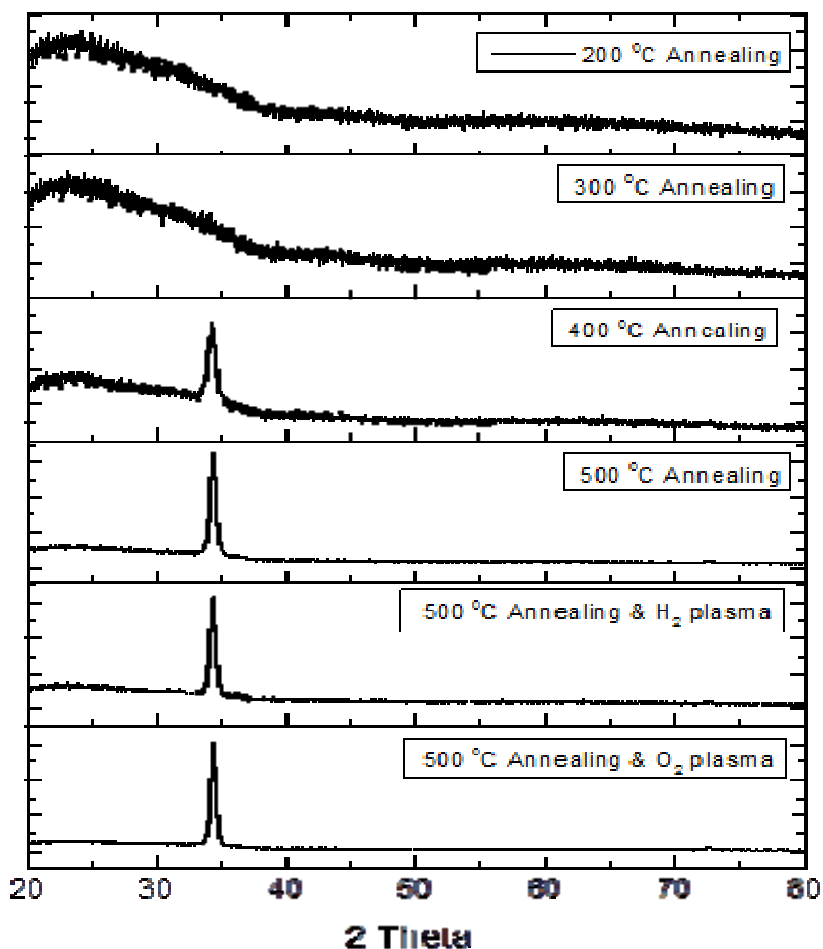 200 °C Annealing
300 °C Annealing
400 °C Anncaling
500 °C Annealing
500 °C Annealing & H₂ plasma
500 °C Annealing & O₂ plasma
20 30 40 50 60 70 80
2 Theta